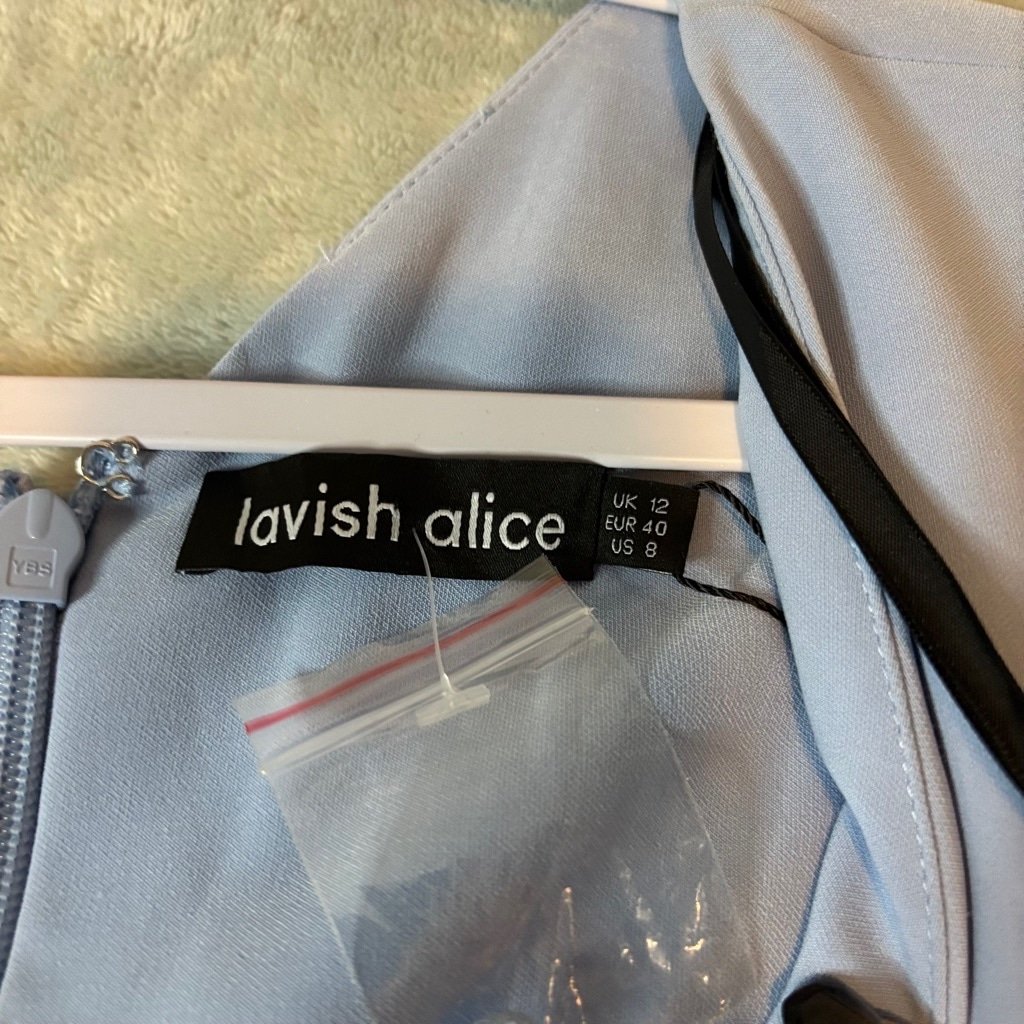 lavish alice
UK 12
EUR 40
US 8
YBS